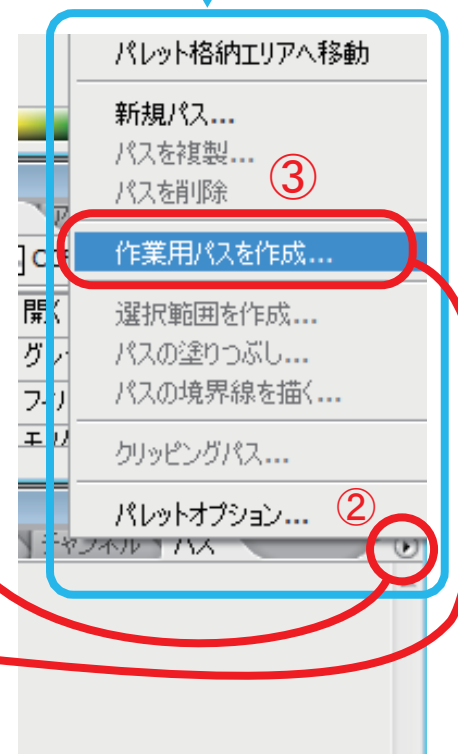 パレット格納エリアへ移動
新規パス...
パスを複製...
③
パスを削除
作業用パスを作成...
開く
選択範囲を作成...
パスの塗りつぶし...
パスの境界線を描く...
クリッピングパス...
パレットオプション...
②
チャンネル パス